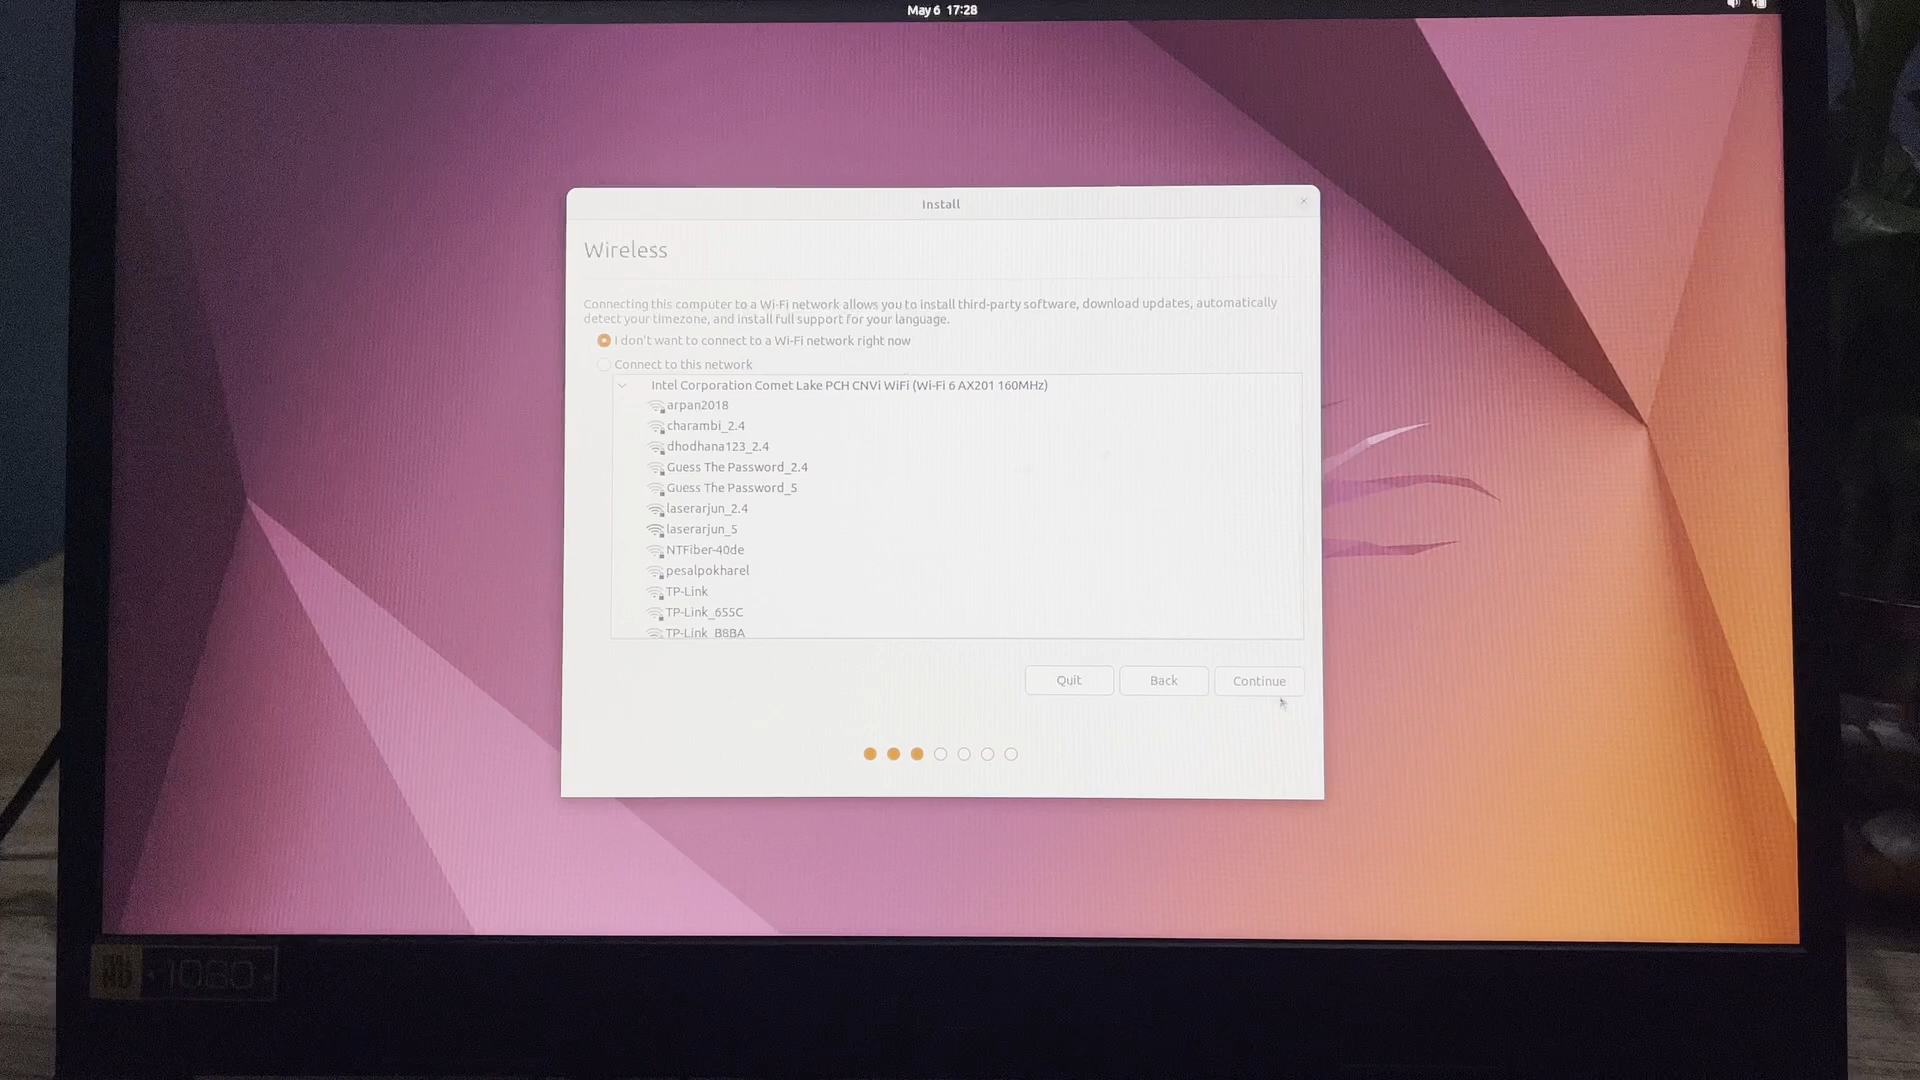 May 6 17:28
Install
Wireless
Connecting this computer to a Wi-Fi network allows you to install third-party software, download updates, automatically
detect your timezone, and install full support for your language.
I don't want to connect to a Wi-Fi network right now
Connect to this network
Intel Corporation Comet Lake PCH CNVi WiFi (Wi-Fi 6 AX201 160MHz)
arpan2018
charambi_2.4
dhodhana123_2.4
Guess The Password_2.4
Guess The Password_5
laserarjun_2.4
laserarjun_5
NTFiber-40de
pesalpokharel
TP-Link
TP-Link_655C
TP-Link_B8BA
Quit
Back
Continue
1080